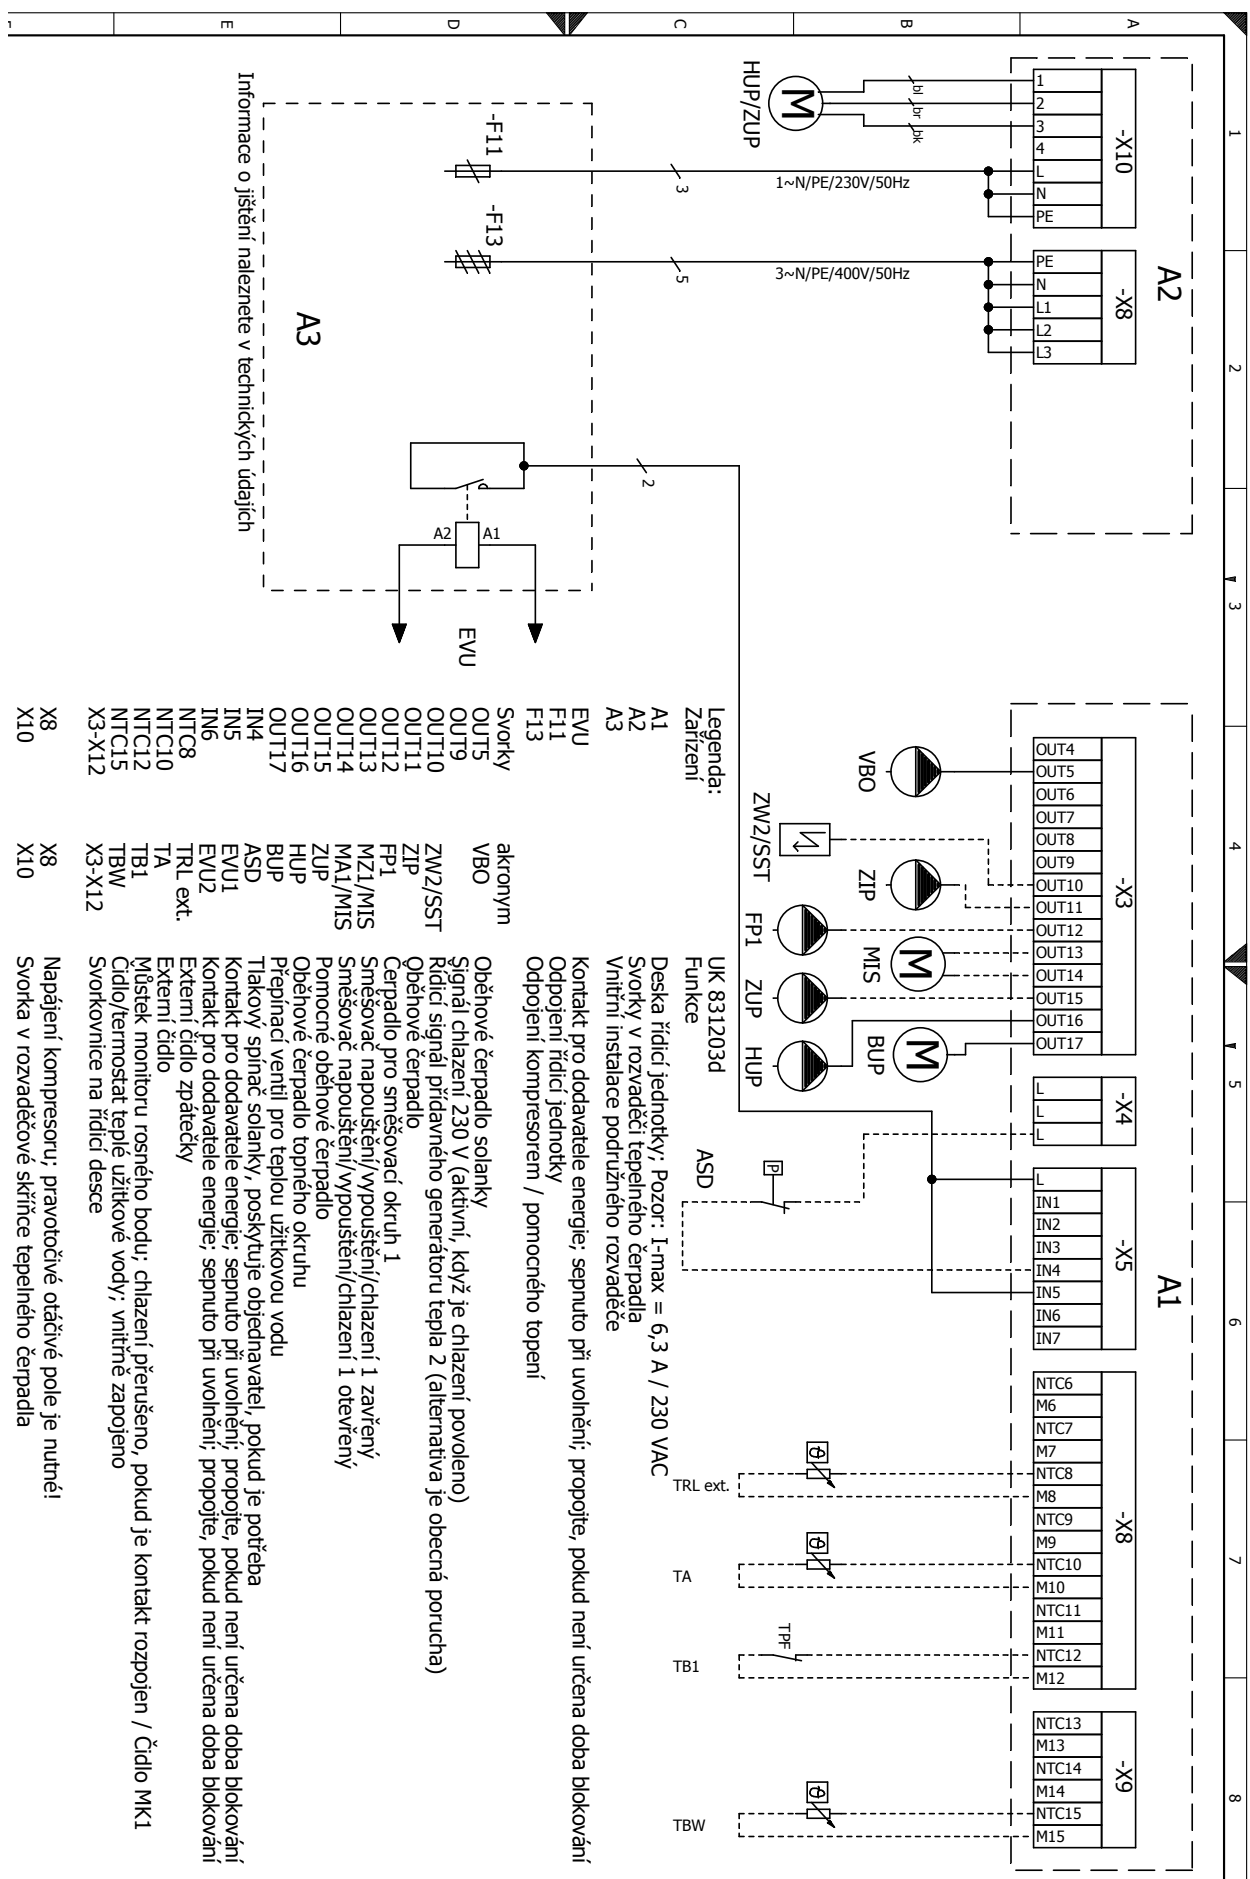 1
2
3
4
5
6
7
8
A
B
C
D
E
A2
-X10
1
2
3
4
L
N
PE
-X8
PE
N
L1
L2
L3
bl
br
bk
HUP/ZUP
M
1~N/PE/230V/50Hz
3
3~N/PE/400V/50Hz
5
-F11
-F13
A3
2
A2
A1
EVU
Informace o jištění naleznete v technických údajích
A1
-X3
OUT4
OUT5
OUT6
OUT7
OUT8
OUT9
OUT10
OUT11
OUT12
OUT13
OUT14
OUT15
OUT16
OUT17
-X4
L
L
L
-X5
L
IN1
IN2
IN3
IN4
IN5
IN6
IN7
-X8
NTC6
M6
NTC7
M7
NTC8
M8
NTC9
M9
NTC10
M10
NTC11
M11
NTC12
M12
-X9
NTC13
M13
NTC14
M14
NTC15
M15
VBO
ZW2/SST
ZIP
FP1
M
MIS
ZUP
HUP
M
BUP
P
ASD
ϑ
TRL ext.
ϑ
TA
TPF
TB1
ϑ
TBW
Legenda: UK 831203d
Zařízení Funkce
A1 Deska řídicí jednotky; Pozor: I-max = 6,3 A / 230 VAC
A2 Svorky v rozvaděči tepelného čerpadla
A3 Vnitřní instalace podružného rozvaděče
EVU Kontakt pro dodavatele energie; sepnuto při uvolnění; propojte, pokud není určena doba blokování
F11 Odpojení řídicí jednotky
F13 Odpojení kompresorem / pomocného topení
Svorky akronym
OUT5 VBO Oběhové čerpadlo solanky
OUT9 Signál chlazení 230 V (aktivní, když je chlazení povoleno)
OUT10 ZW2/SST Řídicí signál přídavného generátoru tepla 2 (alternativa je obecná porucha)
OUT11 ZIP Oběhové čerpadlo
OUT12 FP1 Čerpadlo pro směšovací okruh 1
OUT13 MZ1/MIS Směšovač napouštění/vypouštění/chlazení 1 zavřený
OUT14 MA1/MIS Směšovač napouštění/vypouštění/chlazení 1 otevřený
OUT15 ZUP Pomocné oběhové čerpadlo
OUT16 HUP Oběhové čerpadlo topného okruhu
OUT17 BUP Přepínací ventil pro teplou užitkovou vodu
IN4 ASD Tlakový spínač solanky, poskytuje objednavatel, pokud je potřeba
IN5 EVU1 Kontakt pro dodavatele energie; sepnuto při uvolnění; propojte, pokud není určena doba blokování
IN6 EVU2 Kontakt pro dodavatele energie; sepnuto při uvolnění; propojte, pokud není určena doba blokování
NTC8 TRL ext. Externí čidlo zpátečky
NTC10 TA Externí čidlo
NTC12 TB1 Můstek monitoru rosného bodu; chlazení přerušeno, pokud je kontakt rozpojen / Čidlo MK1
NTC15 TBW Čidlo/termostat teplé užitkové vody; vnitřně zapojeno
X3-X12 X3-X12 Svorkovnice na řídicí desce
X8 X8 Napájení kompresoru; pravotočivé otáčivé pole je nutné!
X10 X10 Svorka v rozvaděčové skříňce tepelného čerpadla